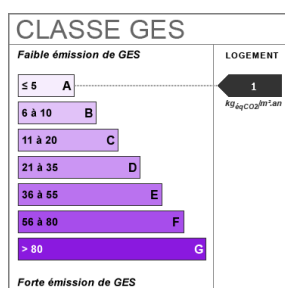 CLASSE GES
Faible émission de GES
LOGEMENT
≤ 5 A
1
kgéqCO2/m².an
6 à 10 B
11 à 20 C
21 à 35 D
36 à 55 E
56 à 80 F
> 80 G
Forte émission de GES